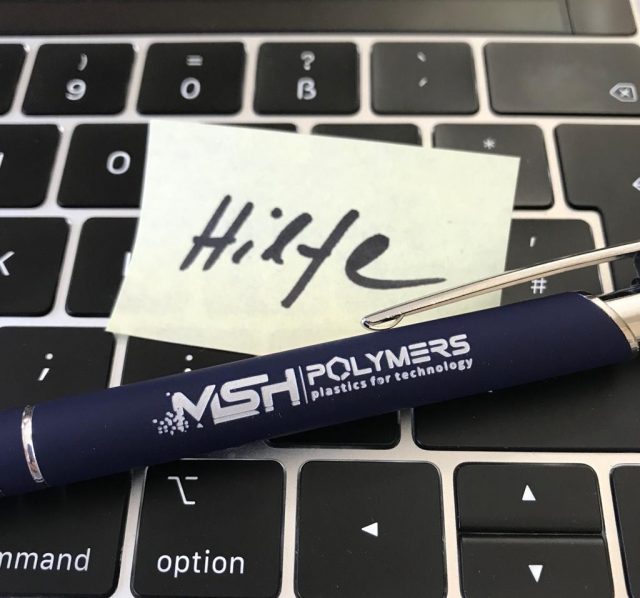 ) = ? `
9 0 ß ´
O *
Hilfe
K '
#
; :
MSH POLYMERS
plastics for technology
⌥ ▲
mmand option ◄ ▼